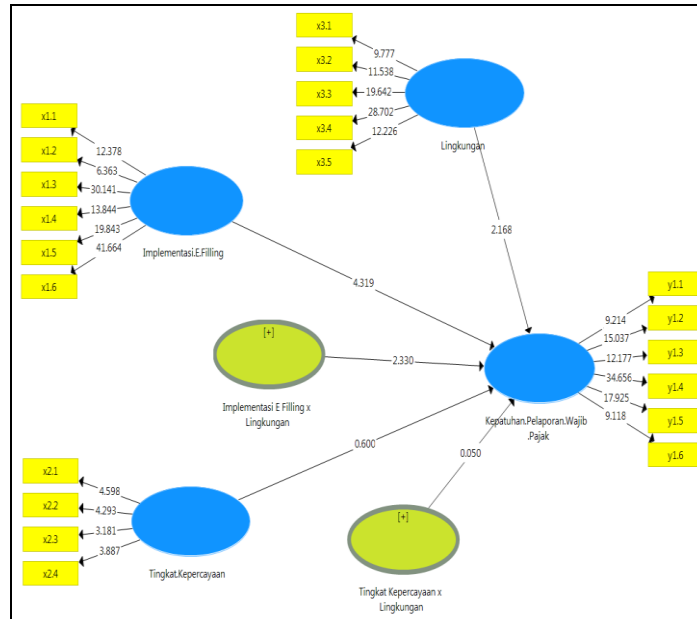 x3.1
x3.2
x3.3
x3.4
x3.5
9.777
11.538
19.642
28.702
12.226
Lingkungan
x1.1
x1.2
x1.3
x1.4
x1.5
x1.6
12.378
6.363
30.141
13.844
19.843
41.664
Implementasi.E.Filling
2.168
4.319
[+]
2.330
Implementasi E Filling x
Lingkungan
y1.1
y1.2
y1.3
y1.4
y1.5
y1.6
9.214
15.037
12.177
34.656
17.925
9.118
Kepatuhan.Pelaporan.Wajib
.Pajak
0.600
0.050
x2.1
x2.2
x2.3
x2.4
4.598
4.293
3.181
3.887
Tingkat.Kepercayaan
[+]
Tingkat Kepercayaan x
Lingkungan